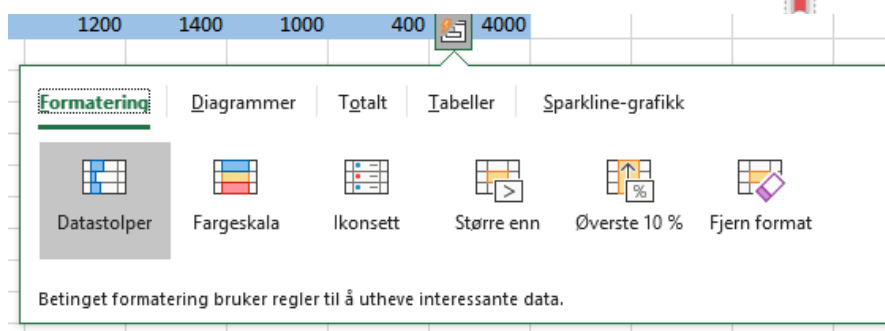 1200 1400 1000 400 4000
Formatering Diagrammer Totalt Tabeller Sparkline-grafikk
>
%
Datastolper Fargeskala Ikonsett Større enn Øverste 10 % Fjern format
Betinget formatering bruker regler til å utheve interessante data.